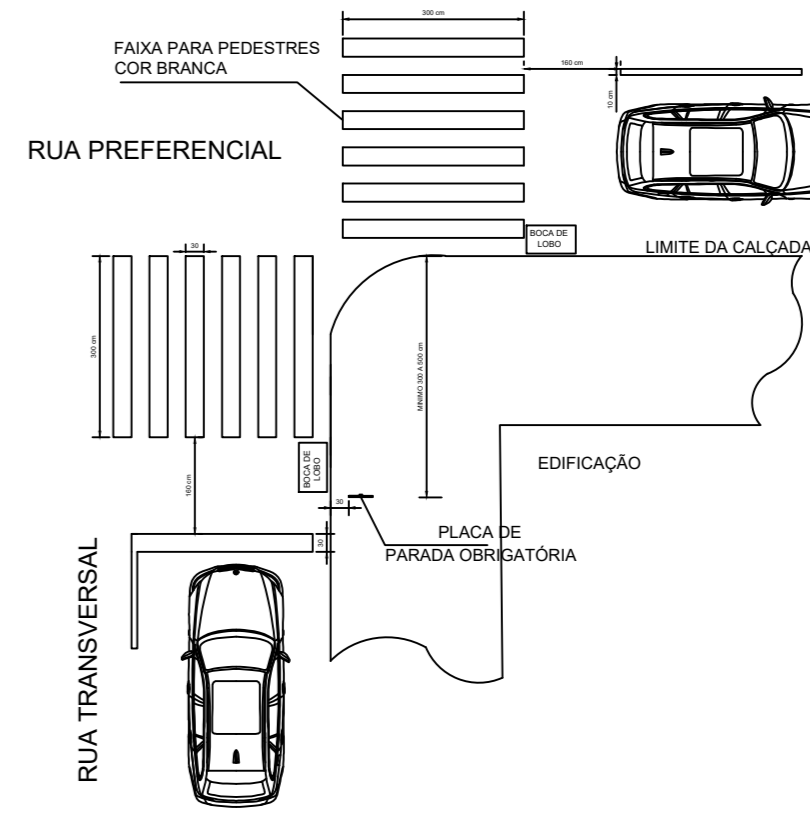 300 cm
FAIXA PARA PEDESTRES
COR BRANCA
160 cm
10 cm
RUA PREFERENCIAL
BOCA DE
LOBO
LIMITE DA CALÇADA
30
300 cm
MINIMO 300 A 500 cm
BOCA DE
LOBO
EDIFICAÇÃO
160 cm
30
PLACA DE
PARADA OBRIGATÓRIA
30
RUA TRANSVERSAL